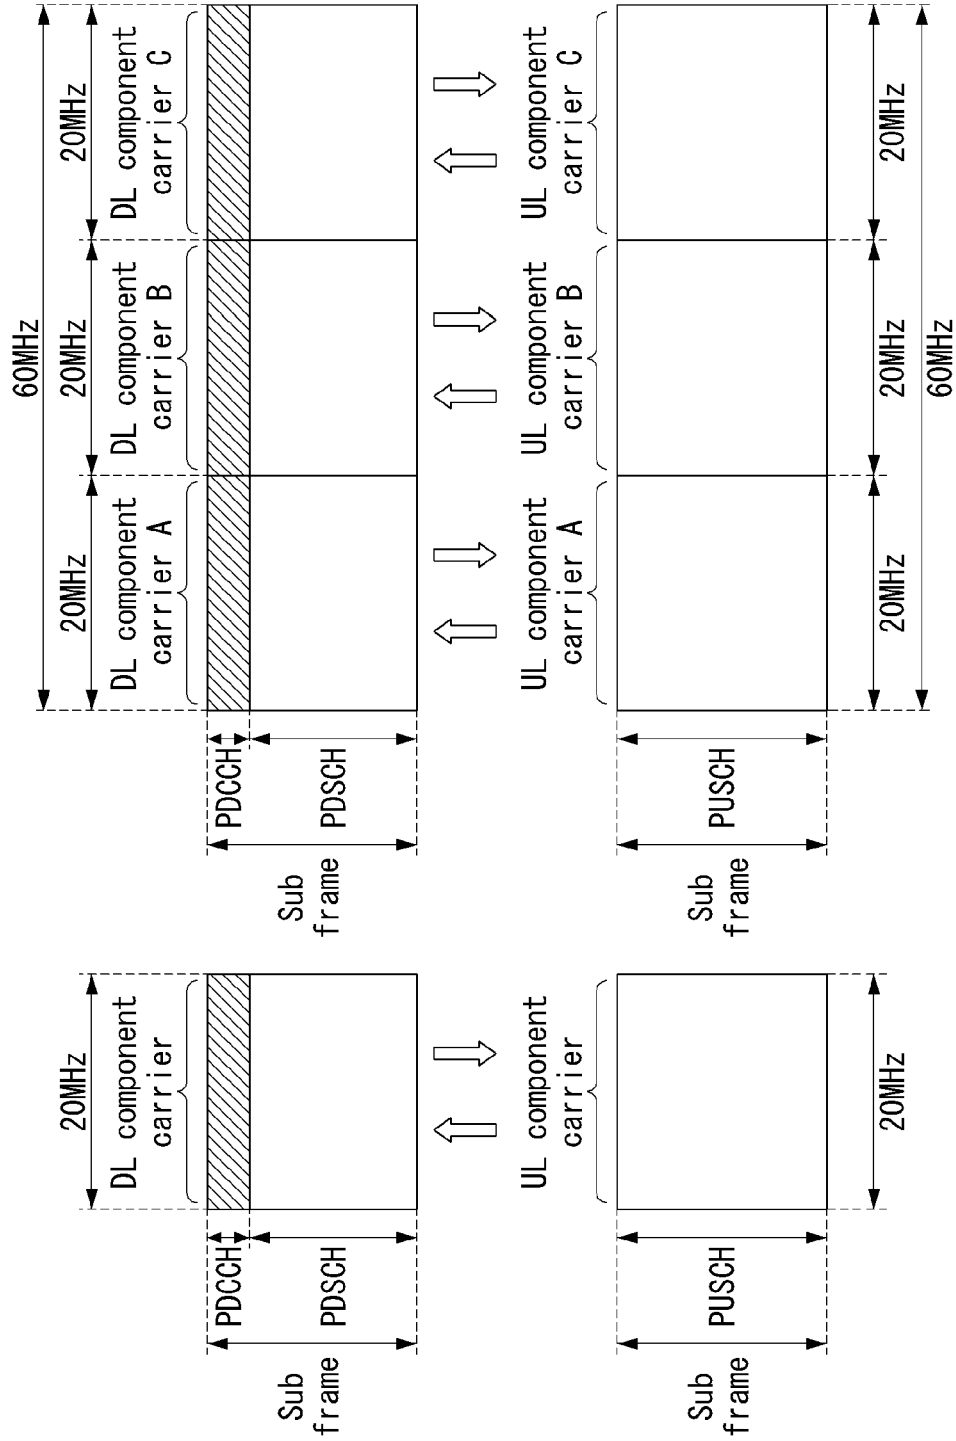 20MHz
DL component
carrier
PDCCH
PDSCH
Sub
frame
UL component
carrier
PUSCH
Sub
frame
20MHz
60MHz
20MHz
20MHz
20MHz
DL component
carrier A
DL component
carrier B
DL component
carrier C
PDCCH
PDSCH
Sub
frame
UL component
carrier A
UL component
carrier B
UL component
carrier C
PUSCH
Sub
frame
20MHz
20MHz
20MHz
60MHz